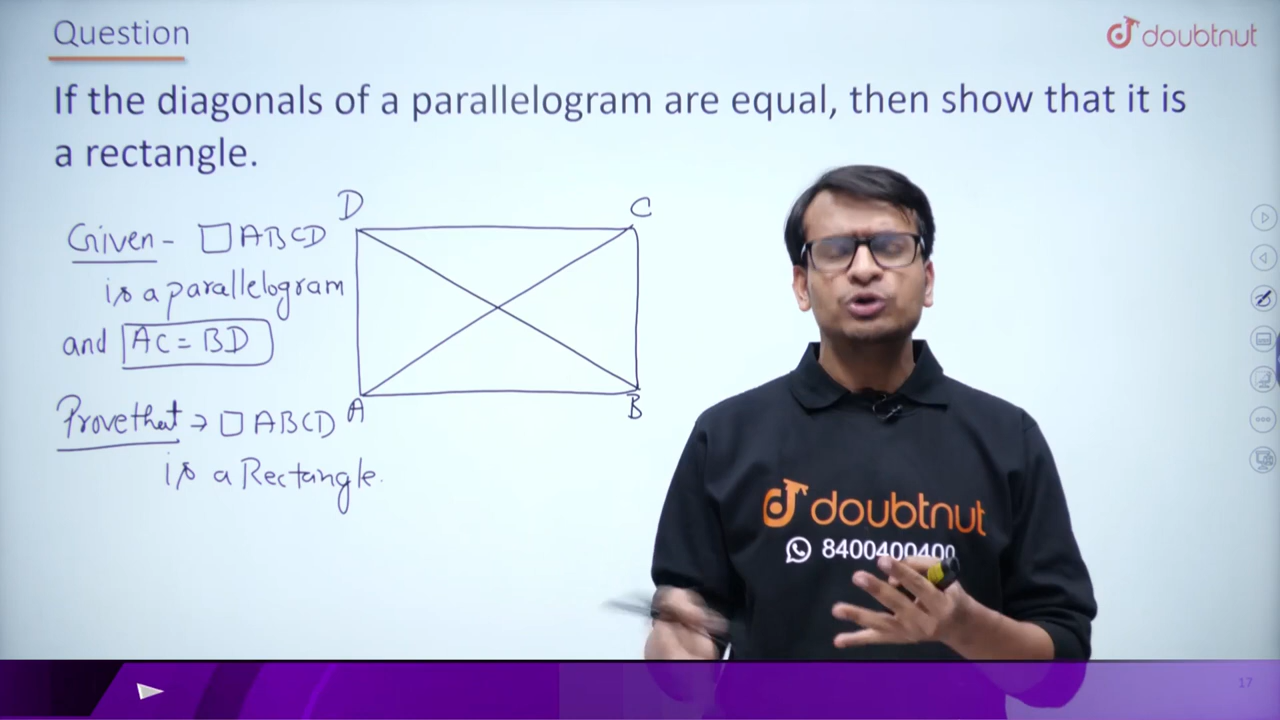 Question
doubtnut
If the diagonals of a parallelogram are equal, then show that it is
a rectangle.
D
C
Given - □ABCD
is a parallelogram
and AC = BD
A
B
Prove that → □ABCD
is a Rectangle.
doubtnut
8400400400
17